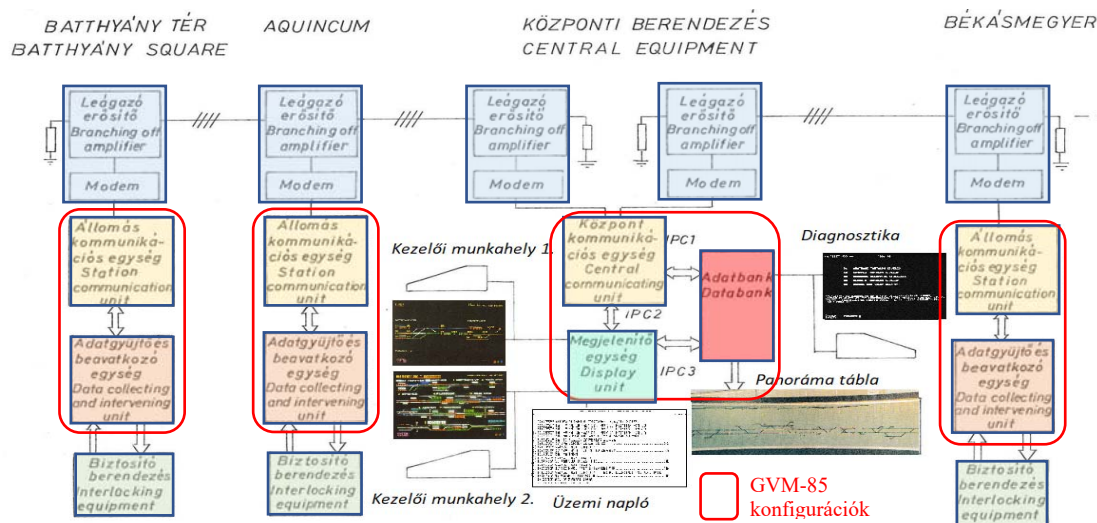 BATTHYÁNY TÉR
BATTHYÁNY SQUARE
AQUINCUM
KÖZPONTI BERENDEZÉS
CENTRAL EQUIPMENT
BÉKÁSMEGYER
Leágazó
erősítő
Branching off
amplifier
Modem
Állomás
kommuniká-
ciós egység
Station
communication
unit
Adatgyüjtő és
beavatkozó
egység
Data collecting
and intervening
unit
Biztosító
berendezés
Interlocking
equipment
Leágazó
erősítő
Branching off
amplifier
Modem
Állomás
kommuniká-
ciós egység
Station
communication
unit
Adatgyüjtő és
beavatkozó
egység
Data collecting
and intervening
unit
Biztosító
berendezés
Interlocking
equipment
Leágazó
erősítő
Branching off
amplifier
Modem
Leágazó
erősítő
Branching off
amplifier
Modem
Kezelői munkahely 1.
Központ
kommuniká-
ciós egység
Central
communicating
unit
IPC1
Adatbank
Databank
IPC2
Megjelenítő
egység
Display
unit
IPC3
Diagnosztika
Panoráma tábla
Kezelői munkahely 2.
Üzemi napló
GVM-85
konfigurációk
Leágazó
erősítő
Branching off
amplifier
Modem
Állomás
kommuniká-
ciós egység
Station
communication
unit
Adatgyüjtő és
beavatkozó
egység
Data collecting
and intervening
unit
Biztosító
berendezés
Interlocking
equipment